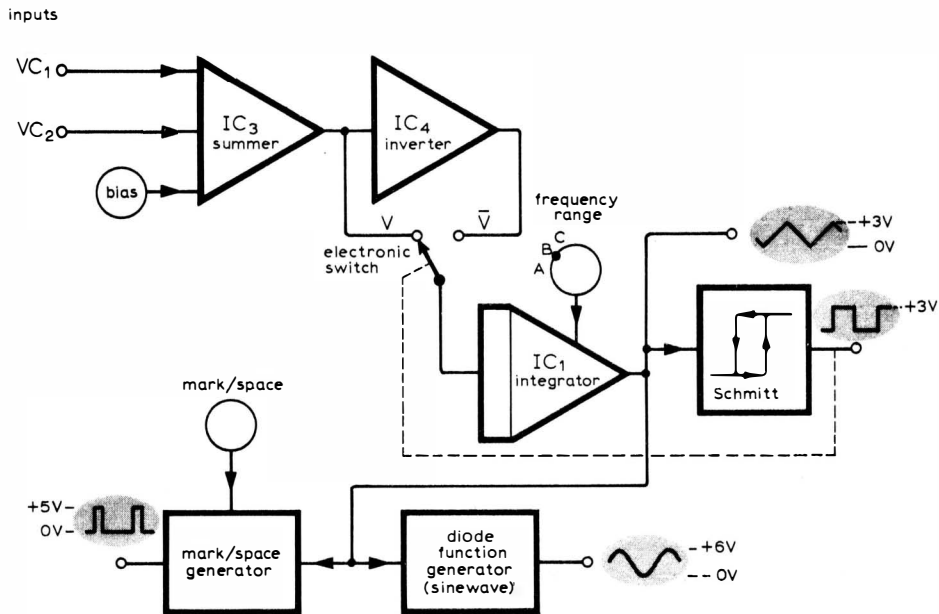 inputs
VC₁
VC₂
bias
IC₃
summer
IC₄
inverter
V
V̅
electronic
switch
frequency
range
A
B
C
IC₁
integrator
+3V
0V
Schmitt
+3V
mark/space
+5V
0V
mark/space
generator
diode
function
generator
(sinewave)
+6V
0V